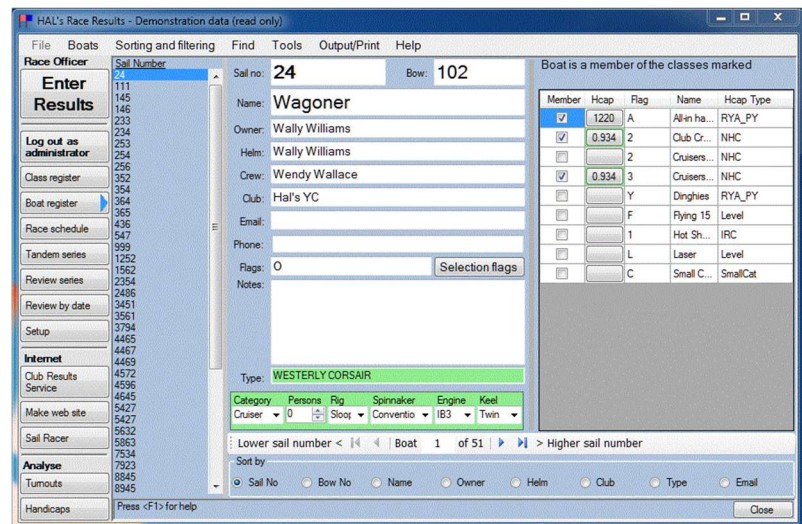 HAL's Race Results - Demonstration data (read only)
File Boats Sorting and filtering Find Tools Output/Print Help
Race Officer
Enter
Results
Log out as
administrator
Class register
Boat register
Race schedule
Tandem series
Review series
Review by date
Setup
Internet
Club Results
Service
Make web site
Sail Racer
Analyse
Turnouts
Handicaps
Sail Number
24
111
145
146
233
234
253
254
256
352
354
364
365
436
547
999
1252
1562
2354
2486
3451
3561
3794
4465
4467
4469
4572
4596
4645
5427
5427
5632
5863
7534
7923
8845
8945
Sail no: 24 Bow: 102
Name: Wagoner
Owner: Wally Williams
Helm: Wally Williams
Crew: Wendy Wallace
Club: Hal's YC
Email:
Phone:
Flags: O Selection flags
Notes:
Type: WESTERLY CORSAIR
Category Persons Rig Spinnaker Engine Keel
Cruiser 0 Sloop Conventio IB3 Twin
Boat is a member of the classes marked
Member Hcap Flag Name Hcap Type
1220 A All-in ha... RYA_PY
0.934 2 Club Cr... NHC
2 Cruisers... NHC
0.934 3 Cruisers... NHC
Y Dinghies RYA_PY
F Flying 15 Level
1 Hot Sh... IRC
L Laser Level
C Small C... SmallCat
Lower sail number < Boat 1 of 51 > Higher sail number
Sort by
Sail No Bow No Name Owner Helm Club Type Email
Press <F1> for help
Close